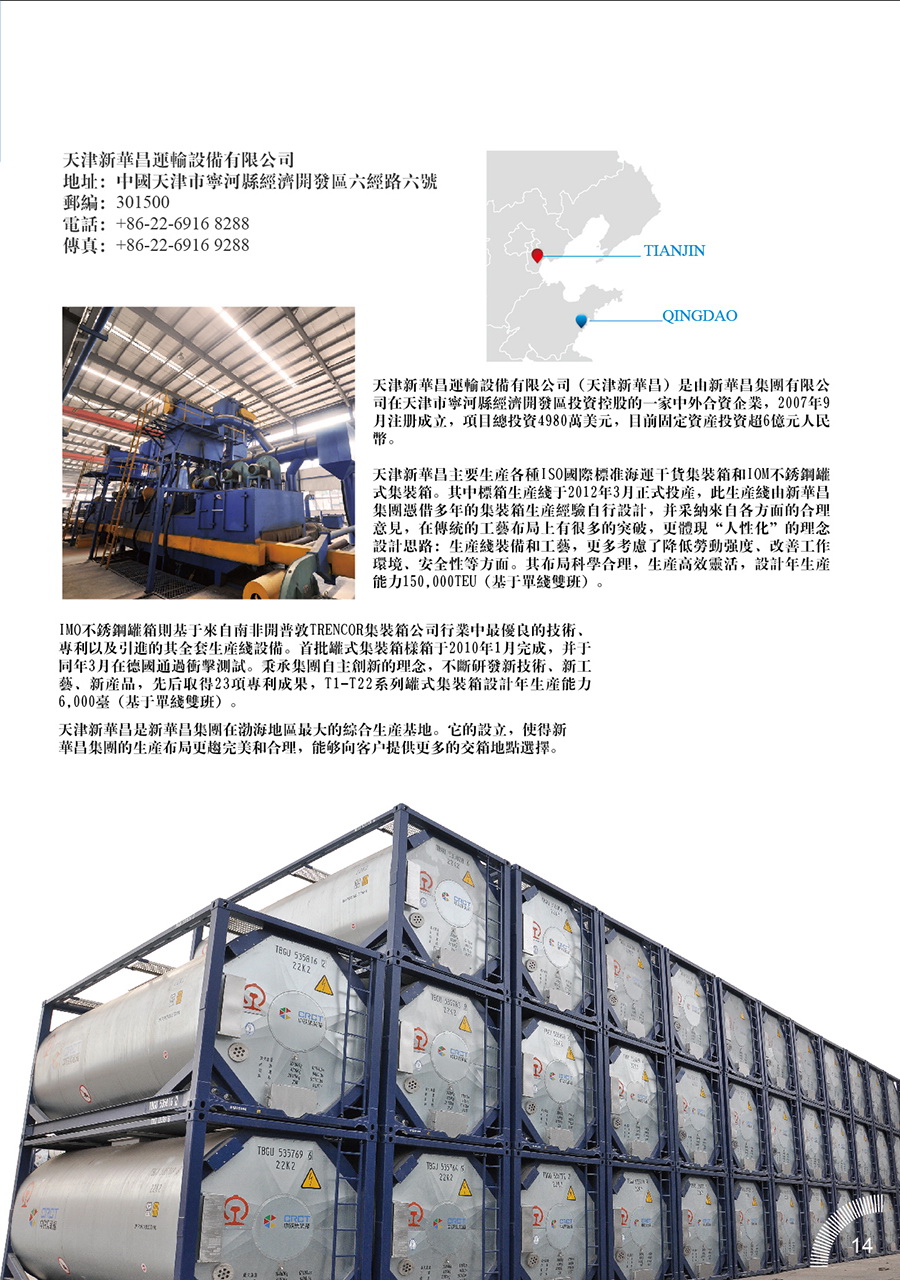 天津新華昌運輸設備有限公司
地址：中國天津市寧河縣經濟開發區六經路六號
郵編：301500
電話：+86-22-6916 8288
傳真：+86-22-6916 9288
TIANJIN
QINGDAO
天津新華昌運輸設備有限公司（天津新華昌）是由新華昌集團有限公
司在天津市寧河縣經濟開發區投資控股的一家中外合資企業，2007年9
月注册成立，項目總投資4980萬美元，目前固定資産投資超6億元人民
幣。
天津新華昌主要生産各種ISO國際標准海運干货集裝箱和IOM不銹鋼罐
式集裝箱。其中標箱生産綫于2012年3月正式投産，此生産綫由新華昌
集團憑借多年的集裝箱生産經驗自行設計，并采納來自各方面的合理
意見，在傳統的工藝布局上有很多的突破，更體現“人性化”的理念
設計思路：生産綫裝備和工藝，更多考慮了降低勞動强度、改善工作
環境、安全性等方面。其布局科學合理，生産高效靈活，設計年生産
能力150,000TEU（基于單綫雙班）。
IMO不銹鋼罐箱則基于來自南非開普敦TRENCOR集裝箱公司行業中最優良的技術、
專利以及引進的其全套生産綫設備。首批罐式集裝箱樣箱于2010年1月完成，并于
同年3月在德國通過衝擊測試。秉承集團自主創新的理念，不斷研發新技術、新工
藝、新産品，先后取得23項專利成果，T1-T22系列罐式集裝箱設計年生産能力
6,000臺（基于單綫雙班）。
天津新華昌是新華昌集團在渤海地區最大的綜合生産基地。它的設立，使得新
華昌集團的生産布局更趨完美和合理，能够向客户提供更多的交箱地點選擇。
TBGU 535816
22K2
CRCT
TBGU 535769
22K2
CRCT
TBGU 535764
22K2
CRCT
14